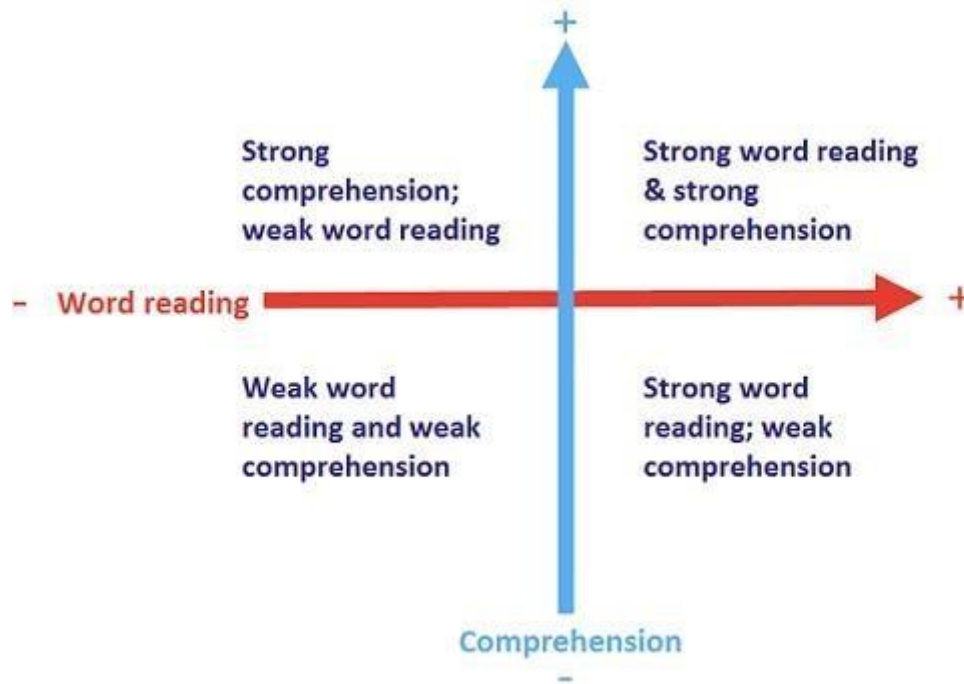 +
Strong
comprehension;
weak word reading
Strong word reading
& strong
comprehension
- Word reading
+
Weak word
reading and weak
comprehension
Strong word
reading; weak
comprehension
Comprehension
-